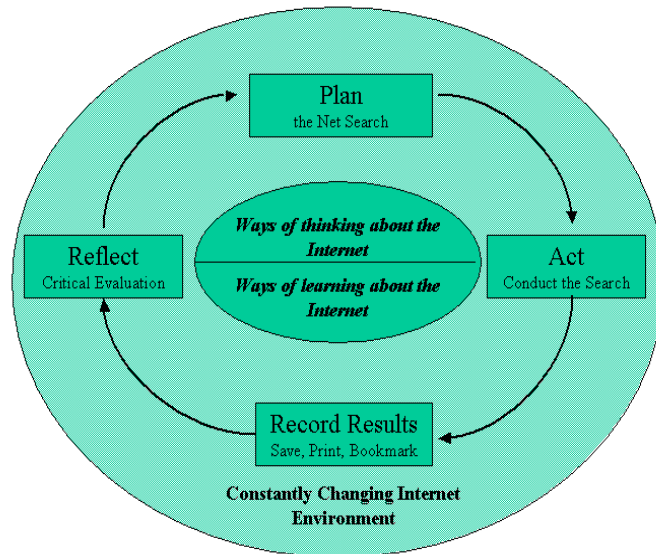 Plan
the Net Search
Ways of thinking about the
Internet
Ways of learning about the
Internet
Reflect
Critical Evaluation
Act
Conduct the Search
Record Results
Save, Print, Bookmark
Constantly Changing Internet
Environment